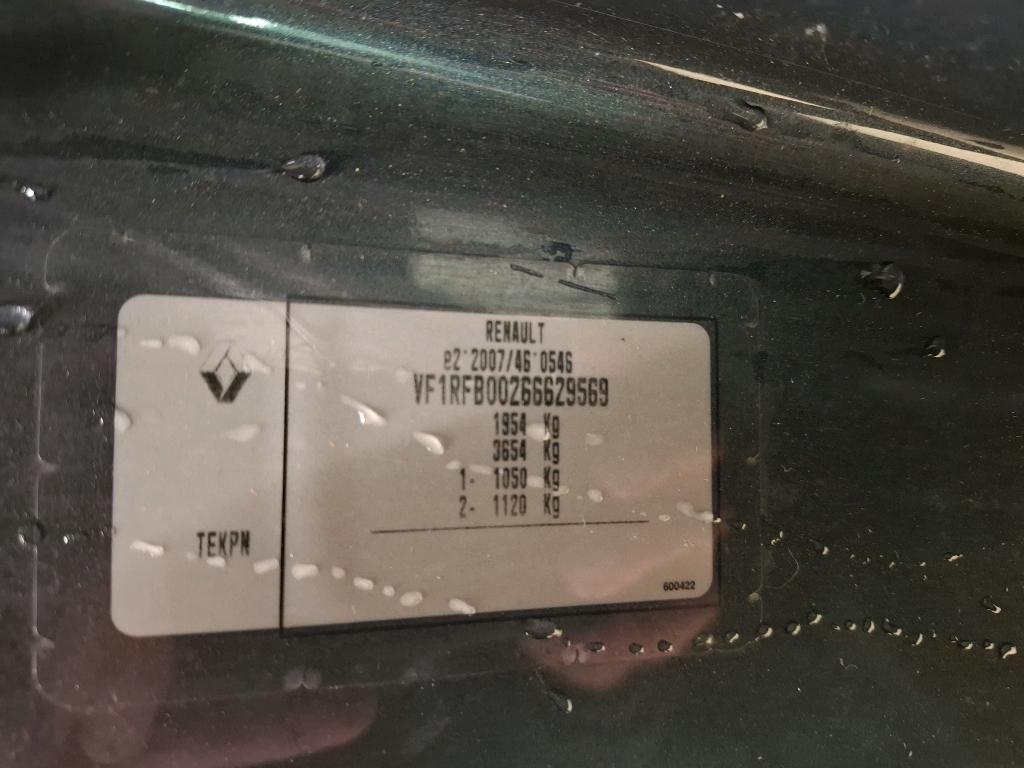 RENAULT
e2*2007/46*0546
VF1RFB00266629569
1954 Kg
3654 Kg
1- 1050 Kg
2- 1120 Kg
TEKPN
600422